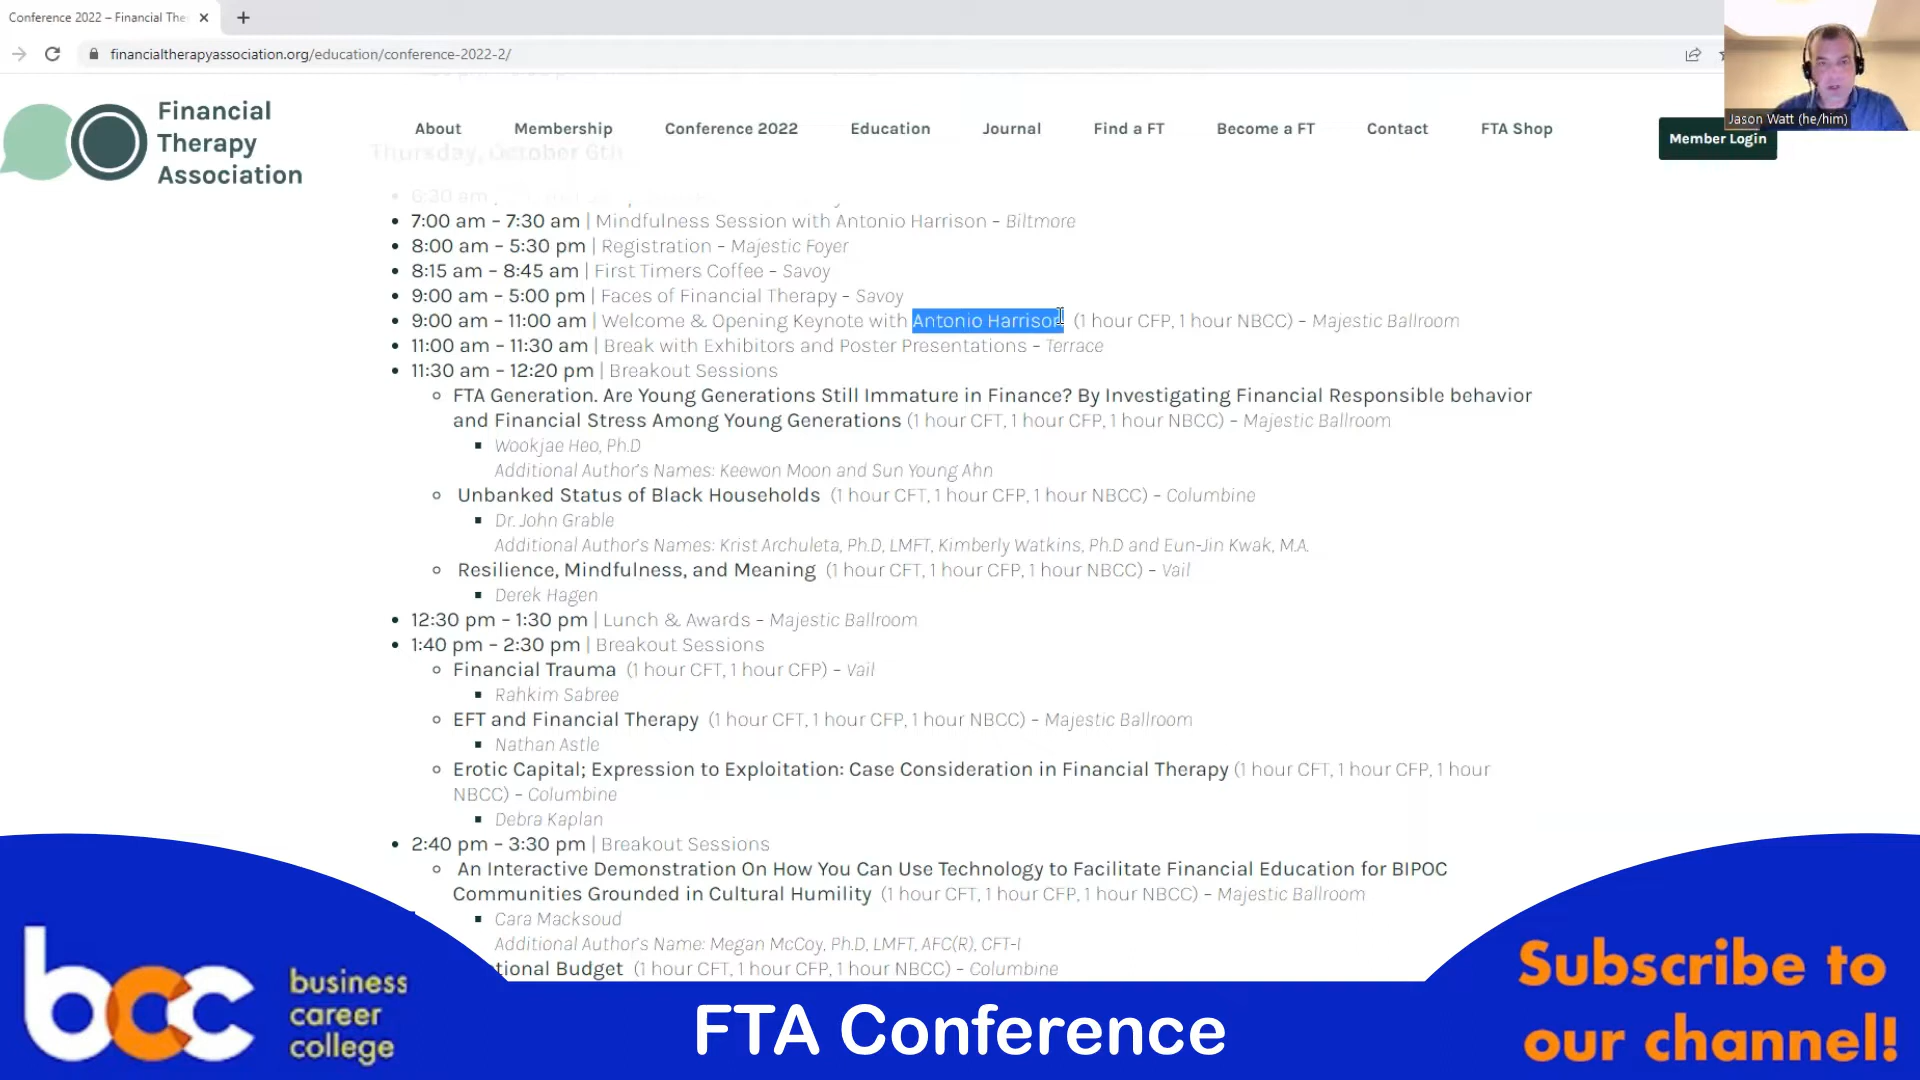 Conference 2022 – Financial The
financialtherapyassociation.org/education/conference-2022-2/
Jason Watt (he/him)
Financial
Therapy
Association
About Membership Conference 2022 Education Journal Find a FT Become a FT Contact FTA Shop
Member Login
Thursday, October 6th
6:30 am
7:00 am – 7:30 am | Mindfulness Session with Antonio Harrison – Biltmore
8:00 am – 5:30 pm | Registration – Majestic Foyer
8:15 am – 8:45 am | First Timers Coffee – Savoy
9:00 am – 5:00 pm | Faces of Financial Therapy – Savoy
9:00 am – 11:00 am | Welcome & Opening Keynote with Antonio Harrison (1 hour CFP, 1 hour NBCC) – Majestic Ballroom
11:00 am – 11:30 am | Break with Exhibitors and Poster Presentations – Terrace
11:30 am – 12:20 pm | Breakout Sessions
FTA Generation. Are Young Generations Still Immature in Finance? By Investigating Financial Responsible behavior
and Financial Stress Among Young Generations (1 hour CFT, 1 hour CFP, 1 hour NBCC) – Majestic Ballroom
Wookjae Heo, Ph.D
Additional Author's Names: Keewon Moon and Sun Young Ahn
Unbanked Status of Black Households (1 hour CFT, 1 hour CFP, 1 hour NBCC) – Columbine
Dr. John Grable
Additional Author's Names: Krist Archuleta, Ph.D, LMFT, Kimberly Watkins, Ph.D and Eun-Jin Kwak, M.A.
Resilience, Mindfulness, and Meaning (1 hour CFT, 1 hour CFP, 1 hour NBCC) – Vail
Derek Hagen
12:30 pm – 1:30 pm | Lunch & Awards – Majestic Ballroom
1:40 pm – 2:30 pm | Breakout Sessions
Financial Trauma (1 hour CFT, 1 hour CFP) – Vail
Rahkim Sabree
EFT and Financial Therapy (1 hour CFT, 1 hour CFP, 1 hour NBCC) – Majestic Ballroom
Nathan Astle
Erotic Capital; Expression to Exploitation: Case Consideration in Financial Therapy (1 hour CFT, 1 hour CFP, 1 hour
NBCC) – Columbine
Debra Kaplan
2:40 pm – 3:30 pm | Breakout Sessions
An Interactive Demonstration On How You Can Use Technology to Facilitate Financial Education for BIPOC
Communities Grounded in Cultural Humility (1 hour CFT, 1 hour CFP, 1 hour NBCC) – Majestic Ballroom
Cara Macksoud
Additional Author's Name: Megan McCoy, Ph.D, LMFT, AFC(R), CFT-I
tional Budget (1 hour CFT, 1 hour CFP, 1 hour NBCC) – Columbine
bcc
business
career
college
FTA Conference
Subscribe to
our channel!